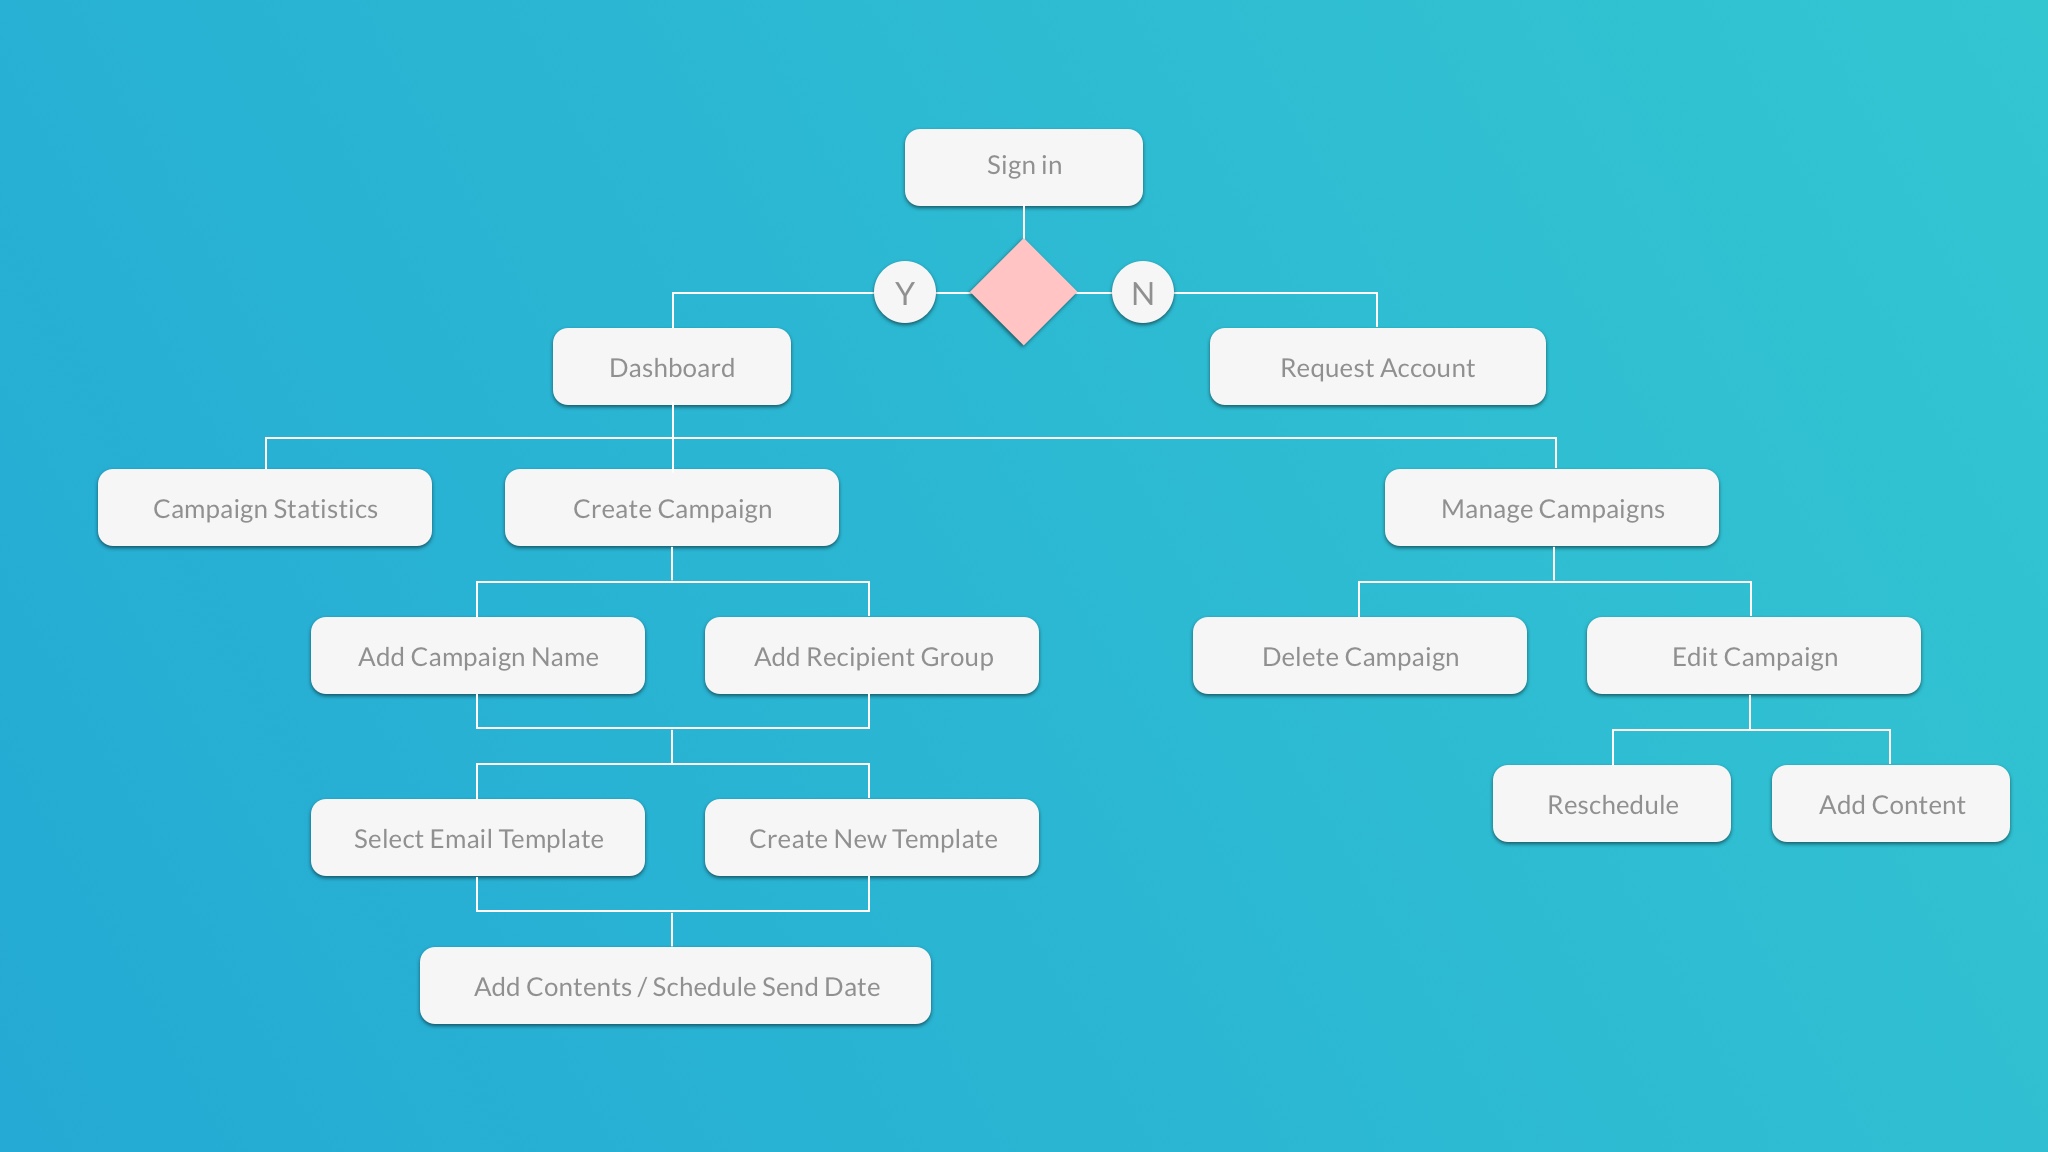 Sign in
Y
N
Dashboard
Request Account
Campaign Statistics
Create Campaign
Manage Campaigns
Add Campaign Name
Add Recipient Group
Delete Campaign
Edit Campaign
Select Email Template
Create New Template
Reschedule
Add Content
Add Contents / Schedule Send Date